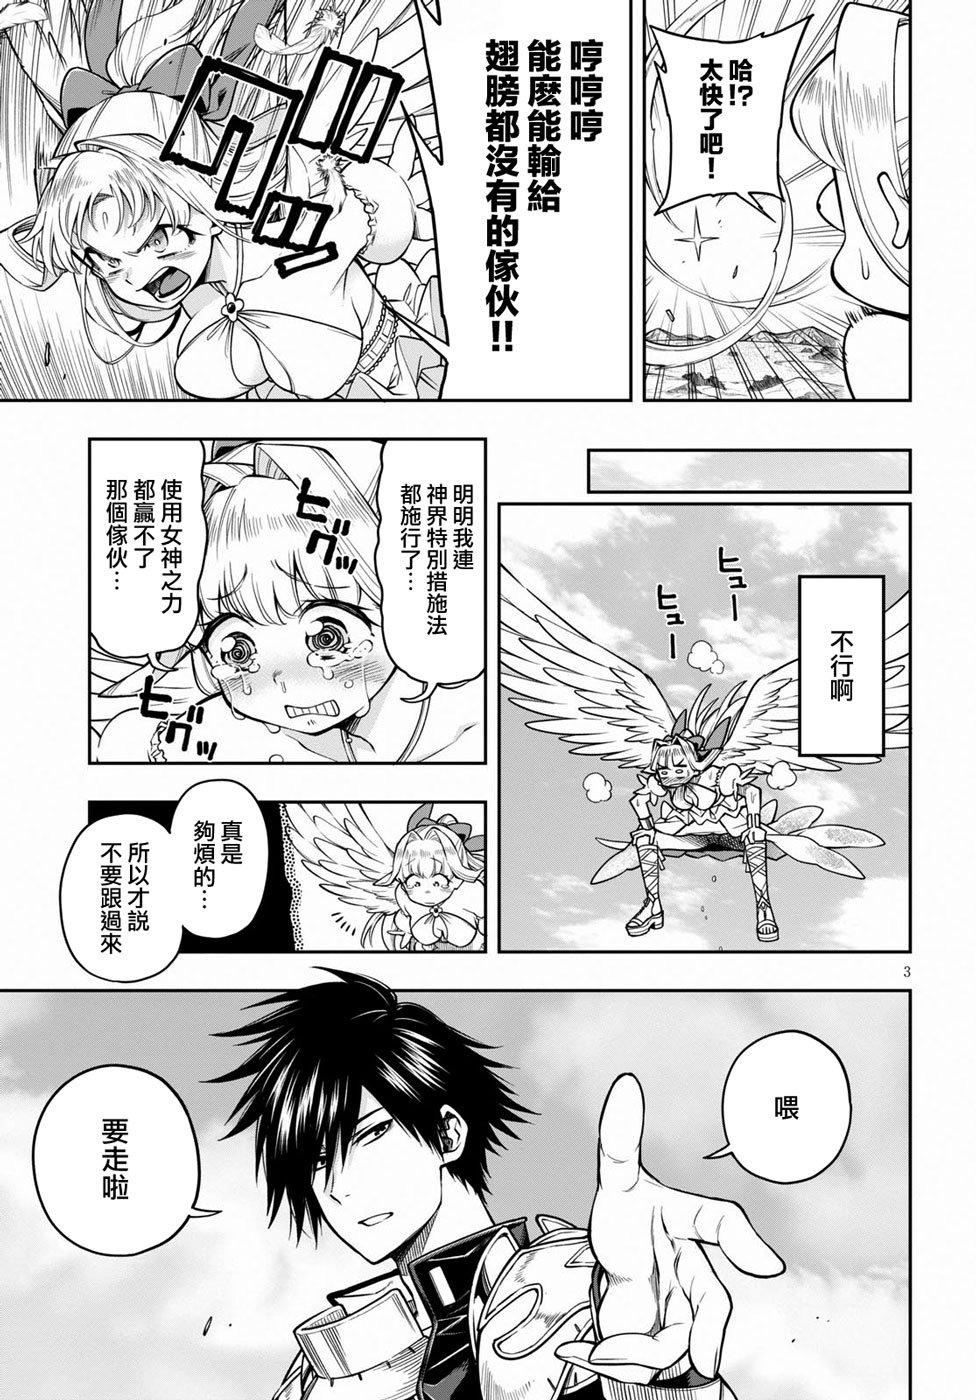 哈!?
太快了吧！
哼哼哼
能麼能輸給
翅膀都沒有的傢伙!!
不行啊
ヒュー
ヒュー
明明我連
神界特別措施法
都施行了…
使用女神之力
都贏不了
那個傢伙…
ヒグッ
ヒグッ
真是
夠煩的…
所以才說
不要跟過來
3
喂
要走啦